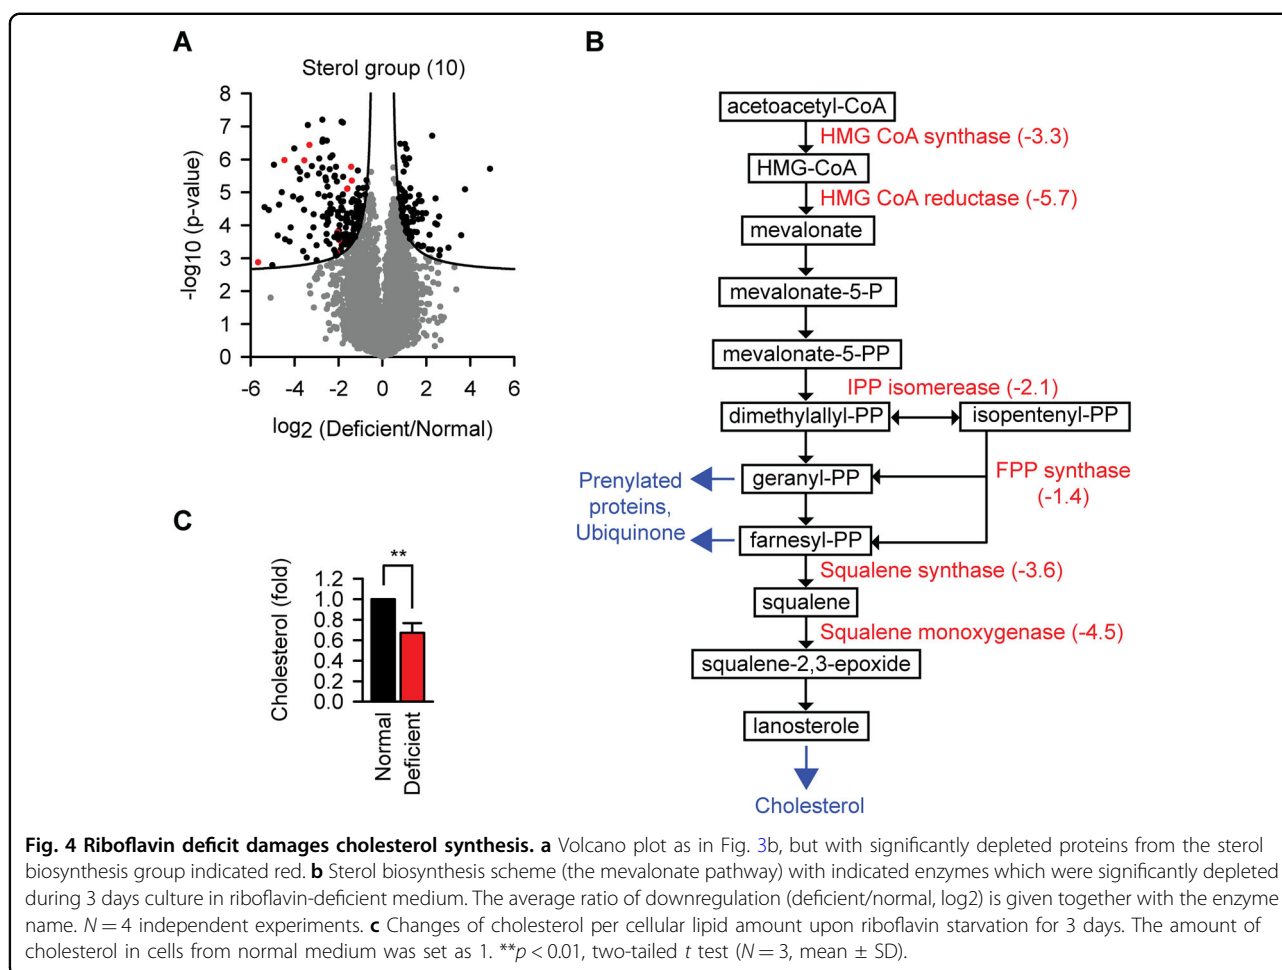 A
Sterol group (10)
8
7
6
5
4
3
2
1
0
-log10 (p-value)
-6 -4 -2 0 2 4 6
log2 (Deficient/Normal)
B
acetoacetyl-CoA
HMG CoA synthase (-3.3)
HMG-CoA
HMG CoA reductase (-5.7)
mevalonate
mevalonate-5-P
mevalonate-5-PP
IPP isomerease (-2.1)
dimethylallyl-PP isopentenyl-PP
FPP synthase
(-1.4)
geranyl-PP
Prenylated
proteins,
Ubiquinone
farnesyl-PP
Squalene synthase (-3.6)
squalene
Squalene monoxygenase (-4.5)
squalene-2,3-epoxide
lanosterole
Cholesterol
C
**
1.2
1.0
0.8
0.6
0.4
0.2
0.0
Cholesterol (fold)
Normal
Deficient
Fig. 4 Riboflavin deficit damages cholesterol synthesis. a Volcano plot as in Fig. 3b, but with significantly depleted proteins from the sterol
biosynthesis group indicated red. b Sterol biosynthesis scheme (the mevalonate pathway) with indicated enzymes which were significantly depleted
during 3 days culture in riboflavin-deficient medium. The average ratio of downregulation (deficient/normal, log2) is given together with the enzyme
name. N = 4 independent experiments. c Changes of cholesterol per cellular lipid amount upon riboflavin starvation for 3 days. The amount of
cholesterol in cells from normal medium was set as 1. **p < 0.01, two-tailed t test (N = 3, mean ± SD).